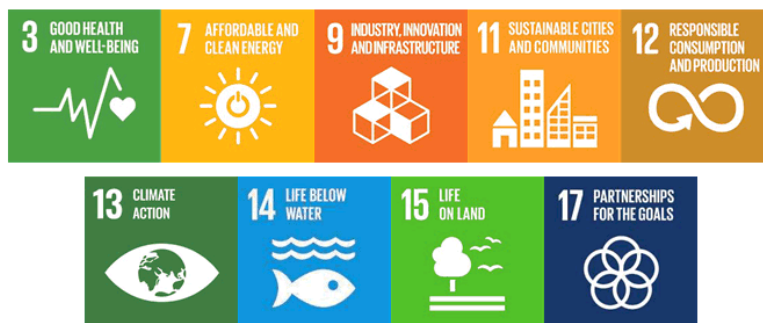 3 GOOD HEALTH
AND WELL-BEING
7 AFFORDABLE AND
CLEAN ENERGY
9 INDUSTRY, INNOVATION
AND INFRASTRUCTURE
11 SUSTAINABLE CITIES
AND COMMUNITIES
12 RESPONSIBLE
CONSUMPTION
AND PRODUCTION
13 CLIMATE
ACTION
14 LIFE BELOW
WATER
15 LIFE
ON LAND
17 PARTNERSHIPS
FOR THE GOALS